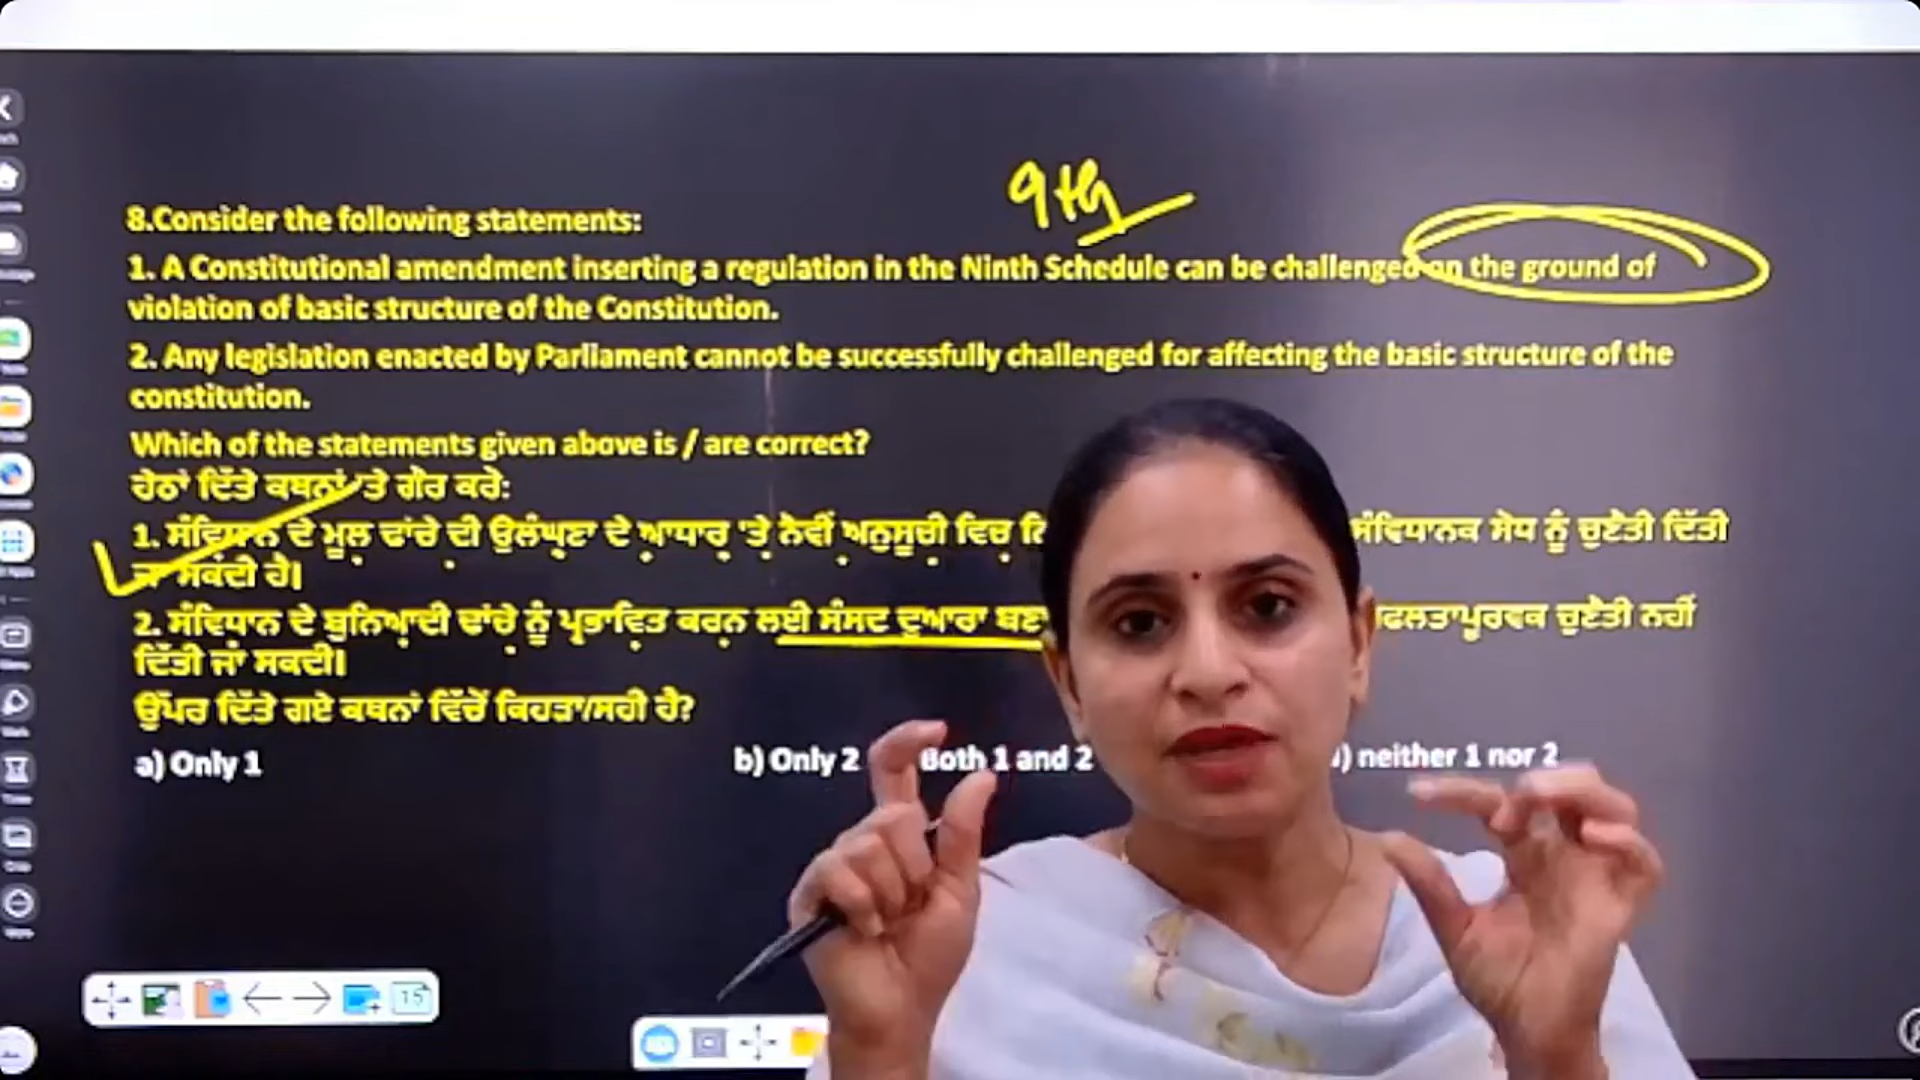 9th
8.Consider the following statements:
1. A Constitutional amendment inserting a regulation in the Ninth Schedule can be challenged on the ground of
violation of basic structure of the Constitution.
2. Any legislation enacted by Parliament cannot be successfully challenged for affecting the basic structure of the
constitution.
Which of the statements given above is / are correct?
ਹੇਠਾਂ ਦਿੱਤੇ ਕਥਨਾਂ 'ਤੇ ਗੌਰ ਕਰੋ:
1. ਸੰਵਿਧਾਨ ਦੇ ਮੂਲ ਢਾਂਚੇ ਦੀ ਉਲੰਘਣਾ ਦੇ ਆਧਾਰ 'ਤੇ ਨੌਵੀਂ ਅਨੁਸੂਚੀ ਵਿਚ ਸੰਵਿਧਾਨਕ ਸੋਧ ਨੂੰ ਚੁਣੌਤੀ ਦਿੱਤੀ
ਜਾ ਸਕਦੀ ਹੈ।
2. ਸੰਵਿਧਾਨ ਦੇ ਬੁਨਿਆਦੀ ਢਾਂਚੇ ਨੂੰ ਪ੍ਰਭਾਵਿਤ ਕਰਨ ਲਈ ਸੰਸਦ ਦੁਆਰਾ ਚੁਣੌਤੀ ਨਹੀਂ
ਦਿੱਤੀ ਜਾ ਸਕਦੀ।
ਉੱਪਰ ਦਿੱਤੇ ਗਏ ਕਥਨਾਂ ਵਿੱਚੋਂ ਕਿਹੜਾ/ਸਹੀ ਹੈ?
a) Only 1 b) Only 2 Both 1 and 2 neither 1 nor 2
15